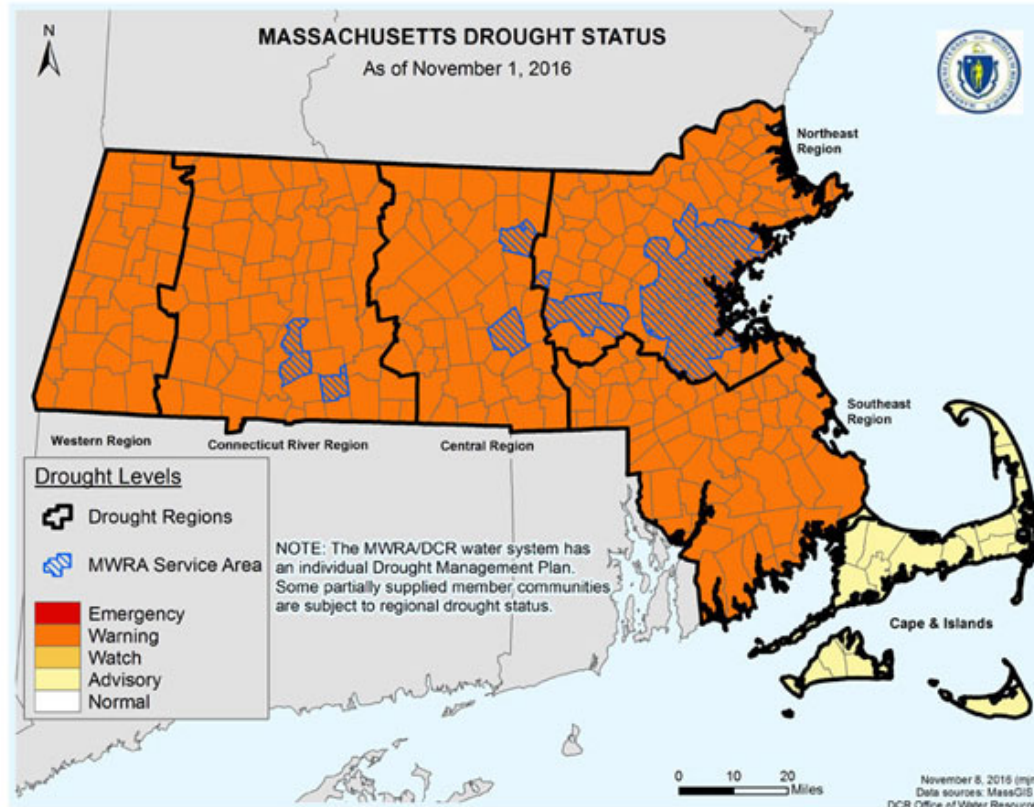 N
MASSACHUSETTS DROUGHT STATUS
As of November 1, 2016
Northeast
Region
Southeast
Region
Western Region
Connecticut River Region
Central Region
Cape & Islands
Drought Levels
Drought Regions
MWRA Service Area
Emergency
Warning
Watch
Advisory
Normal
NOTE: The MWRA/DCR water system has
an individual Drought Management Plan.
Some partially supplied member communities
are subject to regional drought status.
0 10 20
Miles
November 8, 2016
Data sources:
DCR Office of Water